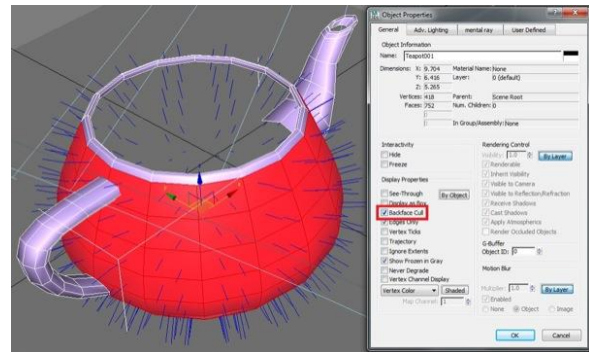 Object Properties
General Adv. Lighting mental ray User Defined
Object Information
Name: Teapot001
Dimensions: X: 9.704 Material Name: None
Y: 6.416 Layer: 0 (default)
Z: 5.265
Vertices: 418 Parent: Scene Root
Faces: 752 Num. Children: 0
In Group/Assembly: None
Interactivity
Hide
Freeze
Display Properties
See-Through By Object
Display as Box
Backface Cull
Edges Only
Vertex Ticks
Trajectory
Ignore Extents
Show Frozen in Gray
Never Degrade
Vertex Channel Display
Vertex Color Shaded
Map Channel: 1
Rendering Control
Visibility: 1.0 By Layer
Renderable
Inherit Visibility
Visible to Camera
Visible to Reflection/Refraction
Receive Shadows
Cast Shadows
Apply Atmospherics
Render Occluded Objects
G-Buffer
Object ID: 0
Motion Blur
Multiplier: 1.0 By Layer
Enabled
None Object Image
OK Cancel